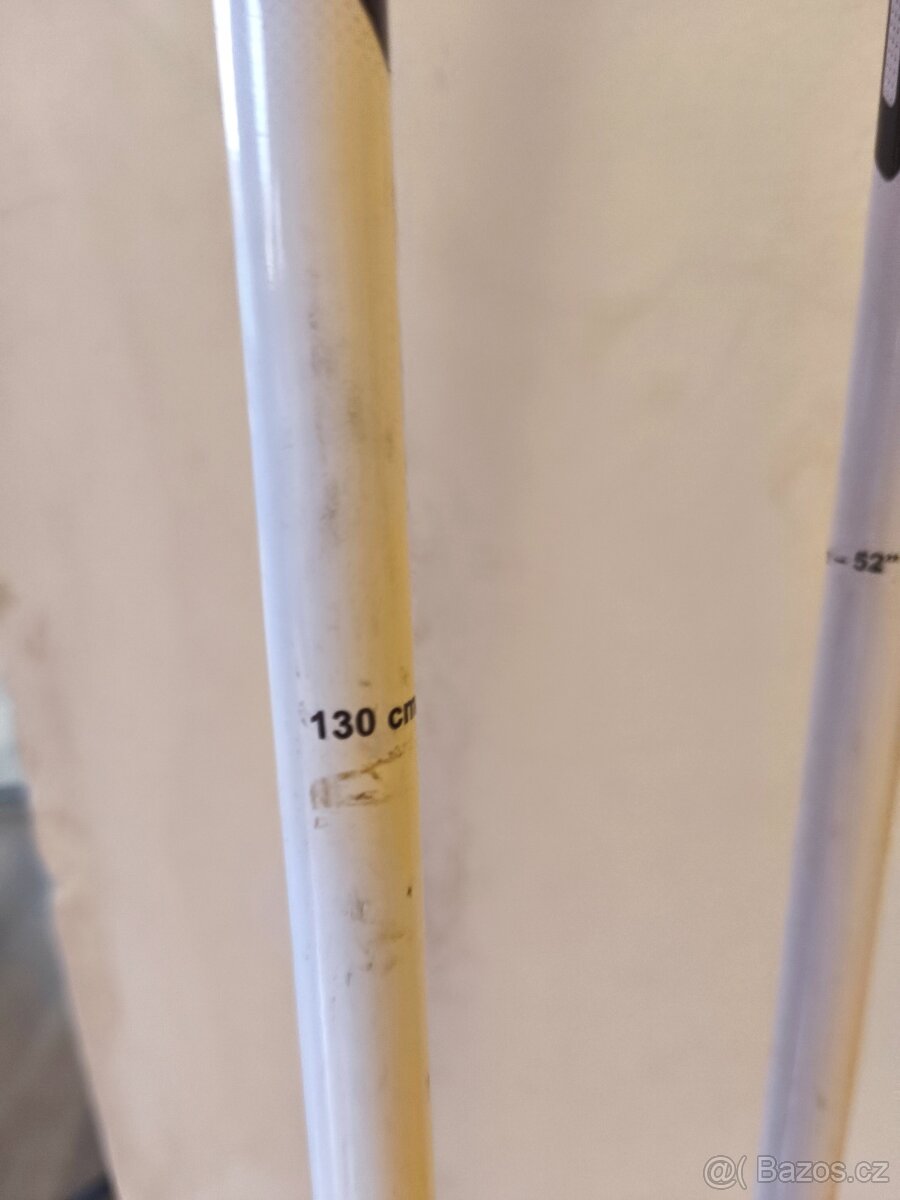 130 cm
– 52”
@( Bazos.cz